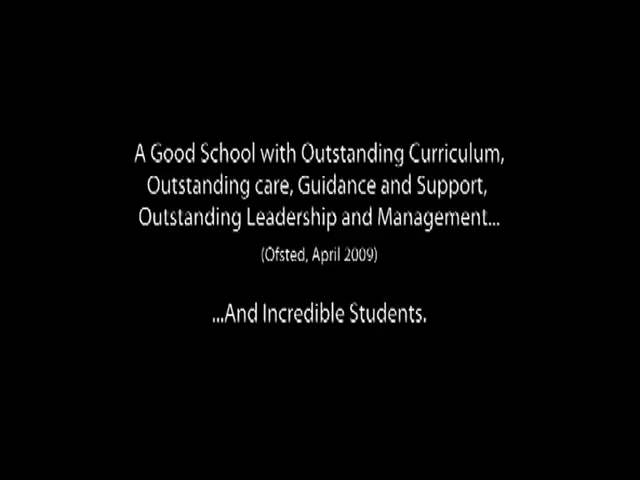 A Good School with Outstanding Curriculum,
Outstanding care, Guidance and Support,
Outstanding Leadership and Management...
(Ofsted, April 2009)
...And Incredible Students.